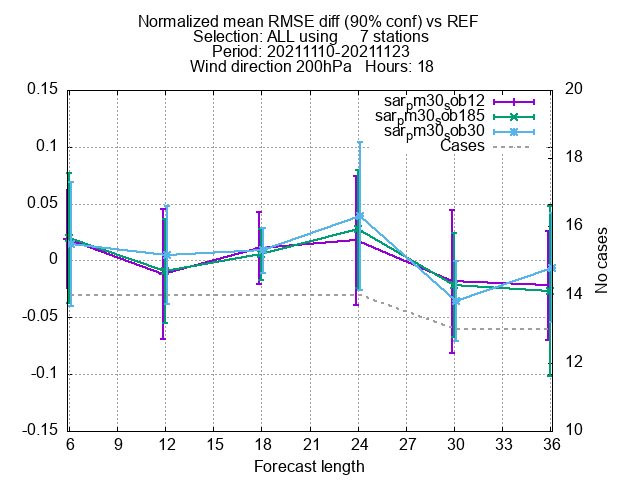 Normalized mean RMSE diff (90% conf) vs REF
Selection: ALL using 7 stations
Period: 20211110-20211123
Wind direction 200hPa Hours: 18
0.15
0.1
0.05
0
-0.05
-0.1
-0.15
20
18
16
14
12
10
No cases
sarpm30sob12
sarpm30sob185
sarpm30sob30
Cases
6 9 12 15 18 21 24 27 30 33 36
Forecast length